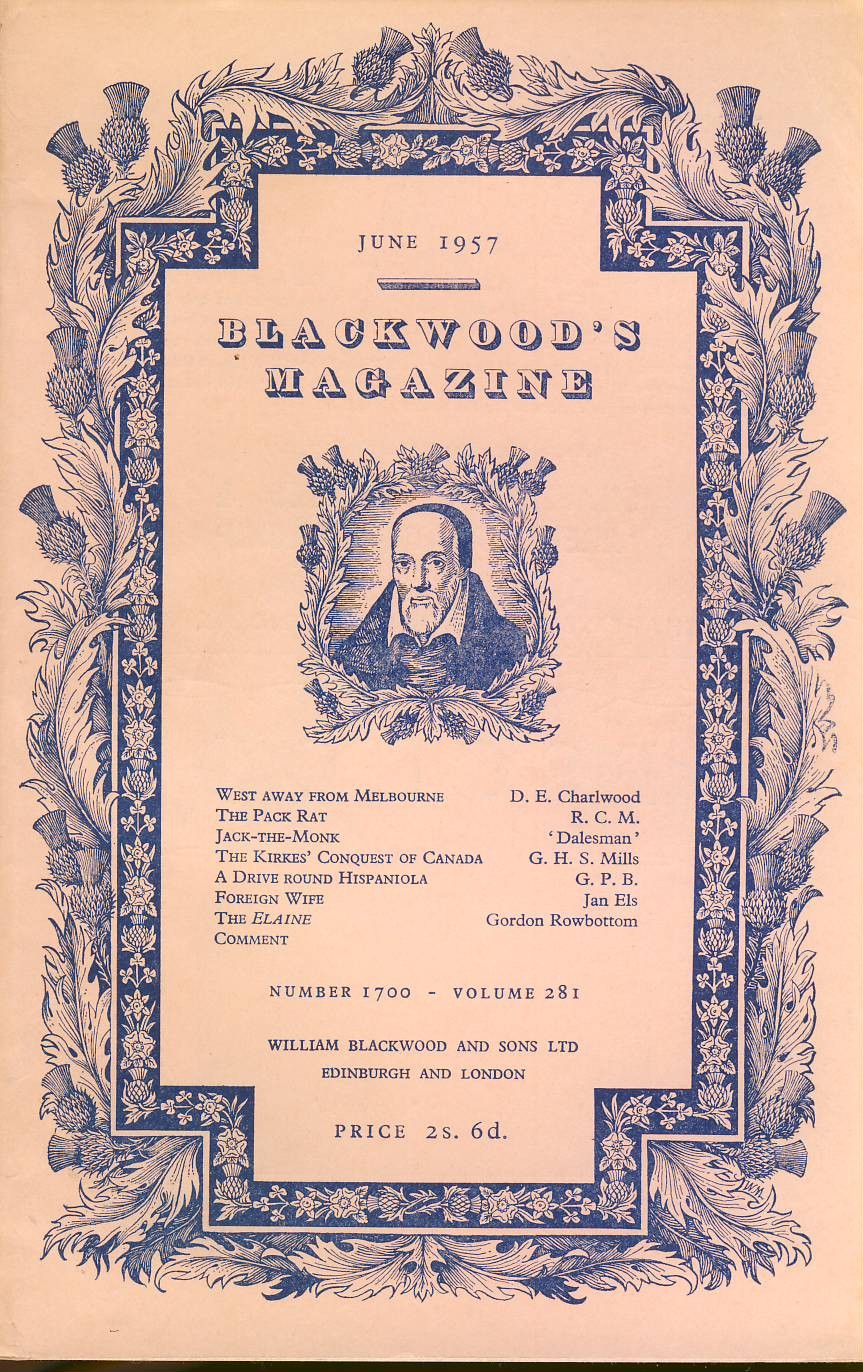 JUNE 1957
BLACKWOOD'S
MAGAZINE
WEST AWAY FROM MELBOURNE D. E. Charlwood
THE PACK RAT R. C. M.
JACK-THE-MONK 'Dalesman'
THE KIRKES' CONQUEST OF CANADA G. H. S. Mills
A DRIVE ROUND HISPANIOLA G. P. B.
FOREIGN WIFE Jan Els
THE ELAINE Gordon Rowbottom
COMMENT
NUMBER 1700 - VOLUME 281
WILLIAM BLACKWOOD AND SONS LTD
EDINBURGH AND LONDON
PRICE 2s. 6d.